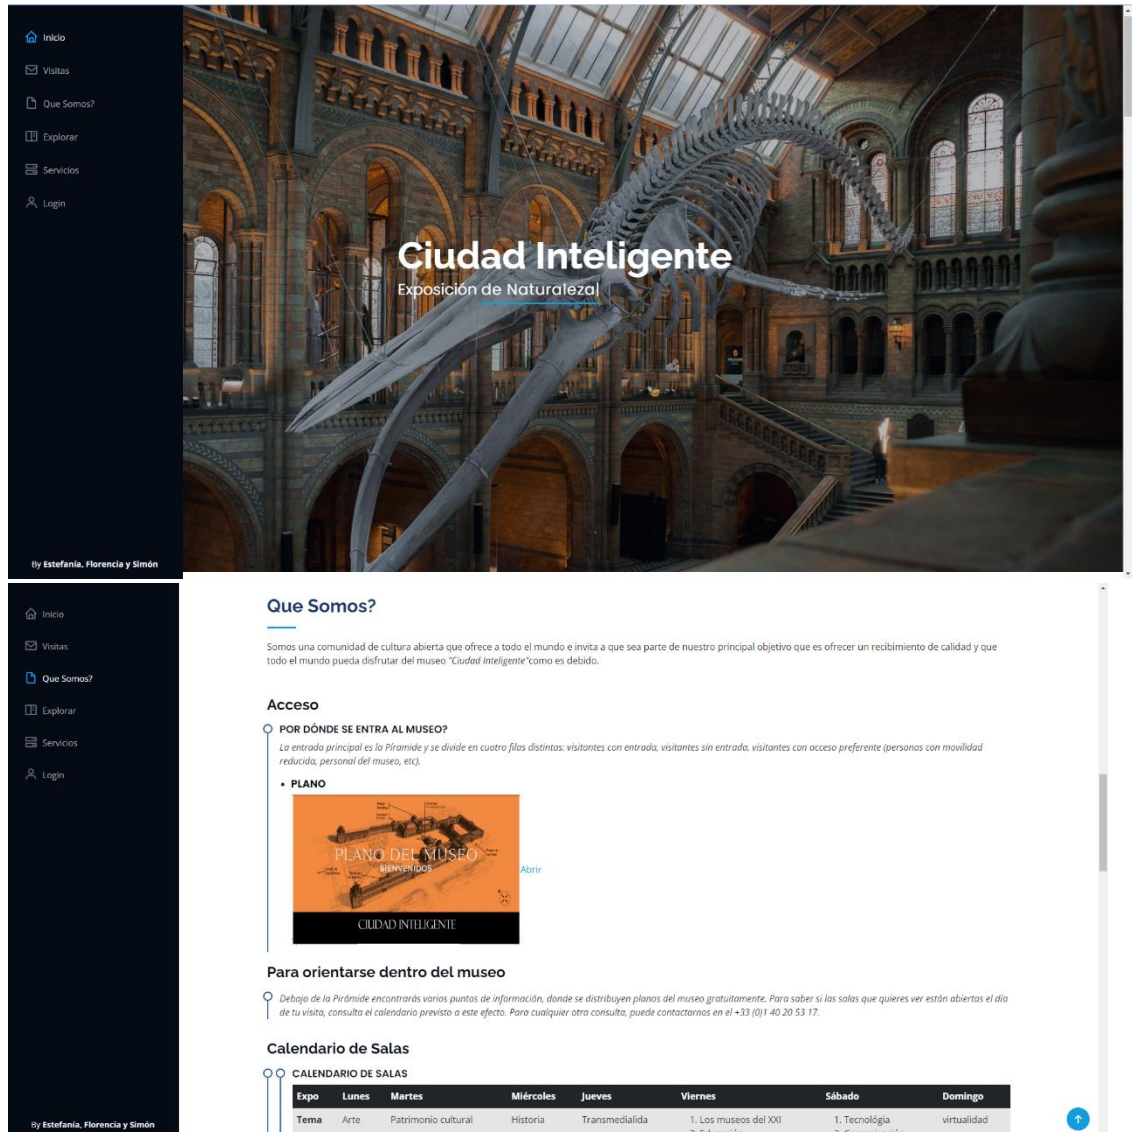 Inicio
Visitas
Que Somos?
Explorar
Servicios
Login
Ciudad Inteligente
Exposición de Naturaleza|
By Estefanía, Florencia y Simón
Inicio
Visitas
Que Somos?
Explorar
Servicios
Login
By Estefanía, Florencia y Simón
Que Somos?
Somos una comunidad de cultura abierta que ofrece a todo el mundo e invita a que sea parte de nuestro principal objetivo que es ofrecer un recibimiento de calidad y que
todo el mundo pueda disfrutar del museo "Ciudad Inteligente"como es debido.
Acceso
POR DÓNDE SE ENTRA AL MUSEO?
La entrada principal es la Píramide y se divide en cuatro filas distintas: visitantes con entrada, visitantes sin entrada, visitantes con acceso preferente (personas con movilidad
reducida, personal del museo, etc).
• PLANO
PLANO DEL MUSEO
BIENVENIDOS
CIUDAD INTELIGENTE
Abrir
Para orientarse dentro del museo
Debajo de la Pirámide encontrarás varios puntos de información, donde se distribuyen planos del museo gratuitamente. Para saber si las salas que quieres ver están abiertas el día
de tu visita, consulta el calendario previsto a este efecto. Para cualquier otra consulta, puede contactarnos en el +33 (0)1 40 20 53 17.
Calendario de Salas
CALENDARIO DE SALAS
Expo Lunes Martes Miércoles Jueves Viernes Sábado Domingo
Tema Arte Patrimonio cultural Historia Transmedialida 1. Los museos del XXI 1. Tecnológia virtualidad